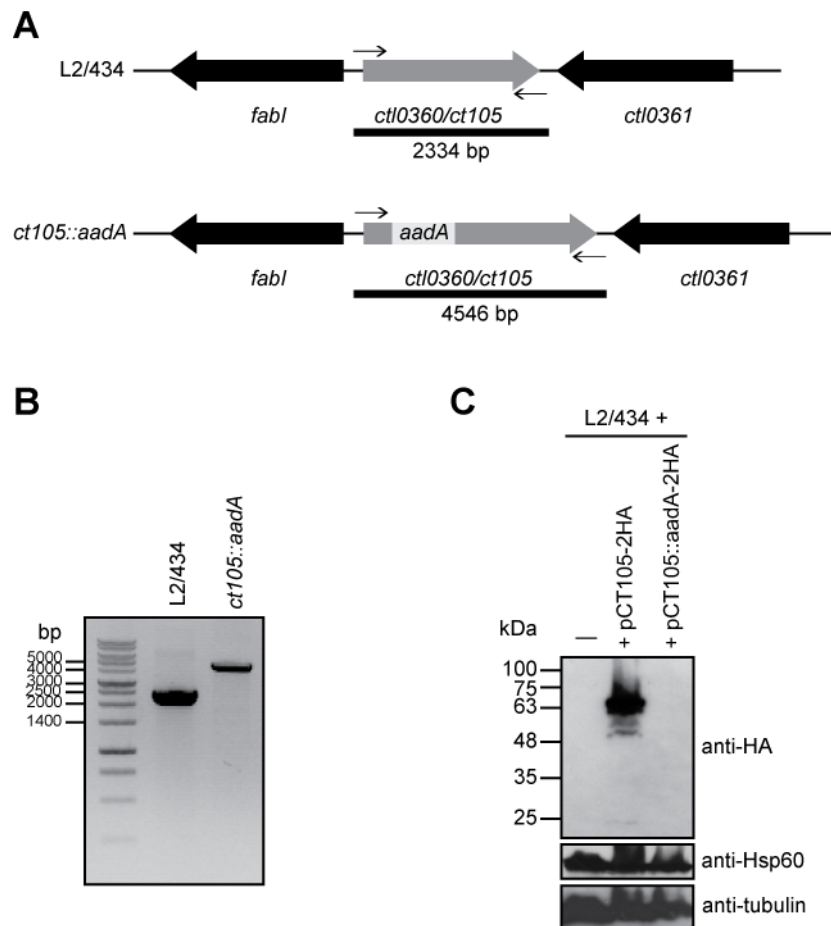 A
L2/434
fabI
ctl0360/ct105
ctl0361
2334 bp
ct105::aadA
aadA
fabI
ctl0360/ct105
ctl0361
4546 bp
B
L2/434
ct105::aadA
bp
5000
4000
3000
2500
2000
1400
C
L2/434 +
—
+ pCT105-2HA
+ pCT105::aadA-2HA
kDa
100
75
63
48
35
25
anti-HA
anti-Hsp60
anti-tubulin